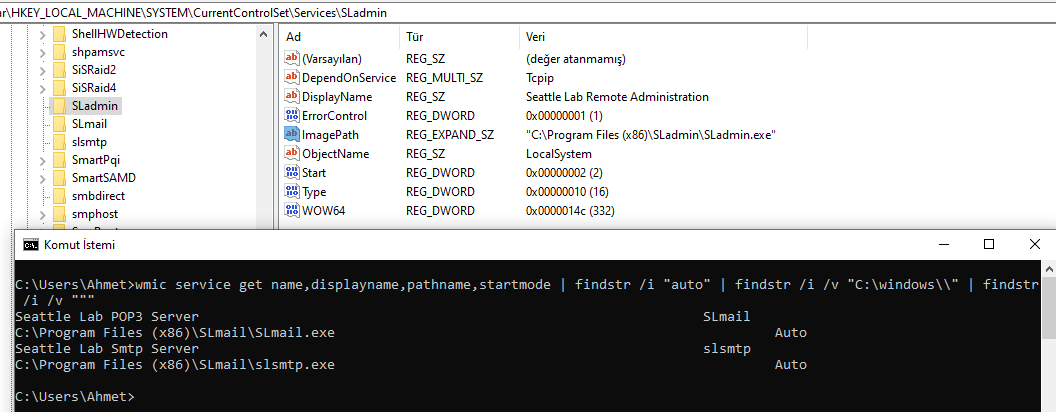 ar\HKEY_LOCAL_MACHINE\SYSTEM\CurrentControlSet\Services\SLadmin
ShellHWDetection
shpamsvc
SiSRaid2
SiSRaid4
SLadmin
SLmail
slsmtp
SmartPqi
SmartSAMD
smbdirect
smphost
Ad Tür Veri
(Varsayılan) REG_SZ (değer atanmamış)
DependOnService REG_MULTI_SZ Tcpip
DisplayName REG_SZ Seattle Lab Remote Administration
ErrorControl REG_DWORD 0x00000001 (1)
ImagePath REG_EXPAND_SZ "C:\Program Files (x86)\SLadmin\SLadmin.exe"
ObjectName REG_SZ LocalSystem
Start REG_DWORD 0x00000002 (2)
Type REG_DWORD 0x00000010 (16)
WOW64 REG_DWORD 0x0000014c (332)
Komut İstemi
C:\Users\Ahmet>wmic service get name,displayname,pathname,startmode | findstr /i "auto" | findstr /i /v "C:\windows\\" | findstr
/i /v """
Seattle Lab POP3 Server SLmail
C:\Program Files (x86)\SLmail\SLmail.exe Auto
Seattle Lab Smtp Server slsmtp
C:\Program Files (x86)\SLmail\slsmtp.exe Auto
C:\Users\Ahmet>